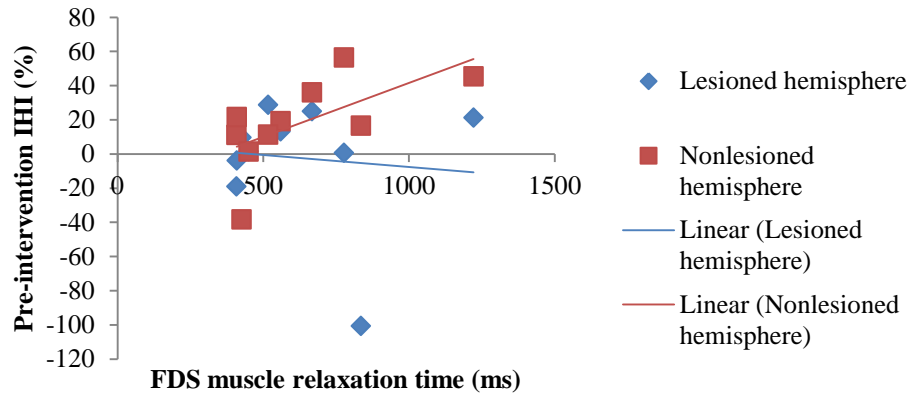 80
60
40
20
0
-20
-40
-60
-80
-100
-120
0
500
1000
1500
Pre-intervention IHI (%)
FDS muscle relaxation time (ms)
Lesioned hemisphere
Nonlesioned
hemisphere
Linear (Lesioned
hemisphere)
Linear (Nonlesioned
hemisphere)